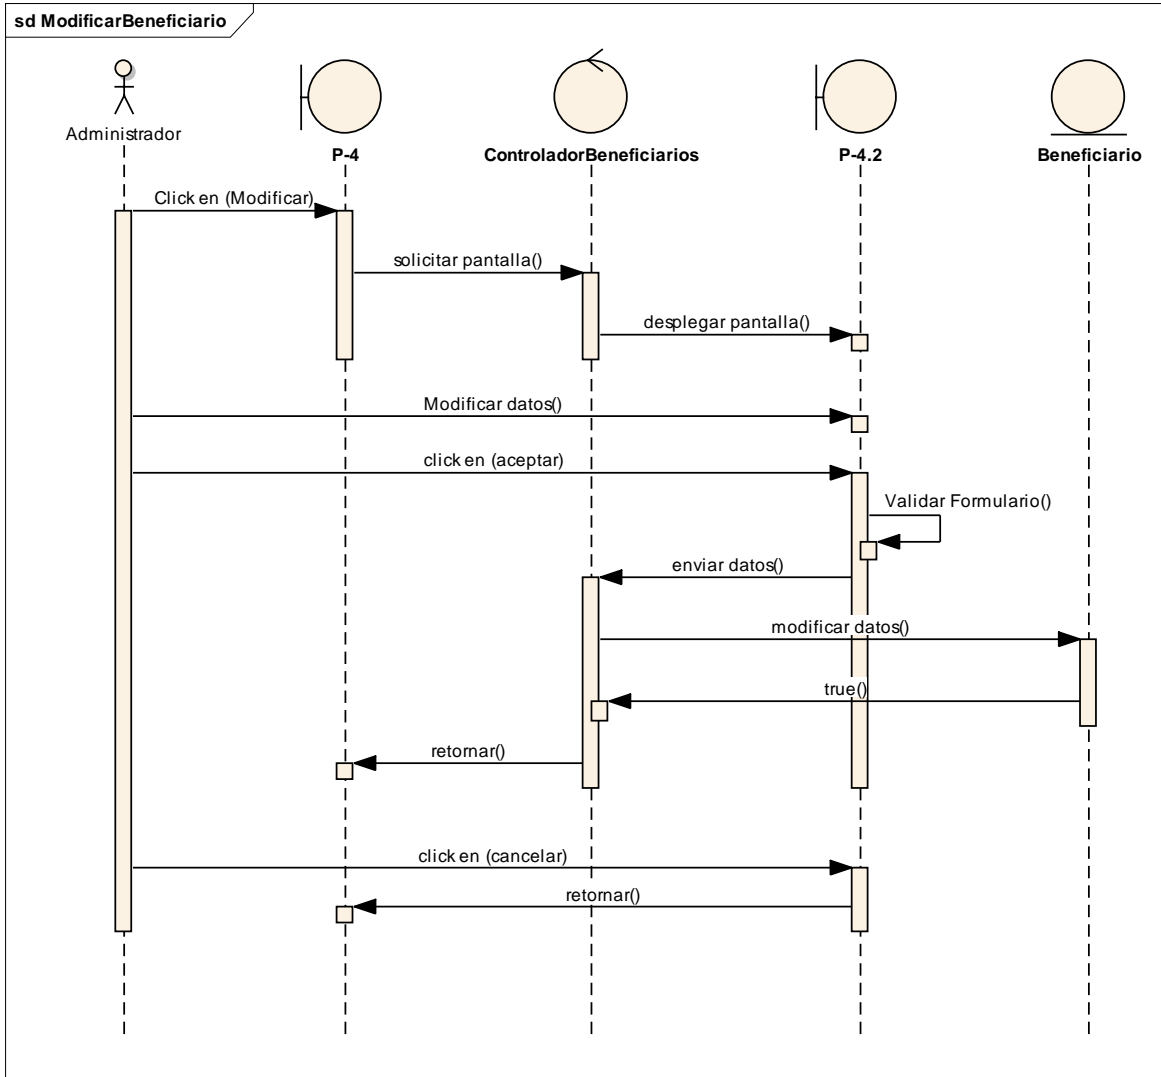 sd ModificarBeneficiario
Administrador
P-4
ControladorBeneficiarios
P-4.2
Beneficiario
Click en (Modificar)
solicitar pantalla()
desplegar pantalla()
Modificar datos()
click en (aceptar)
Validar Formulario()
enviar datos()
modificar datos()
true()
retornar()
click en (cancelar)
retornar()